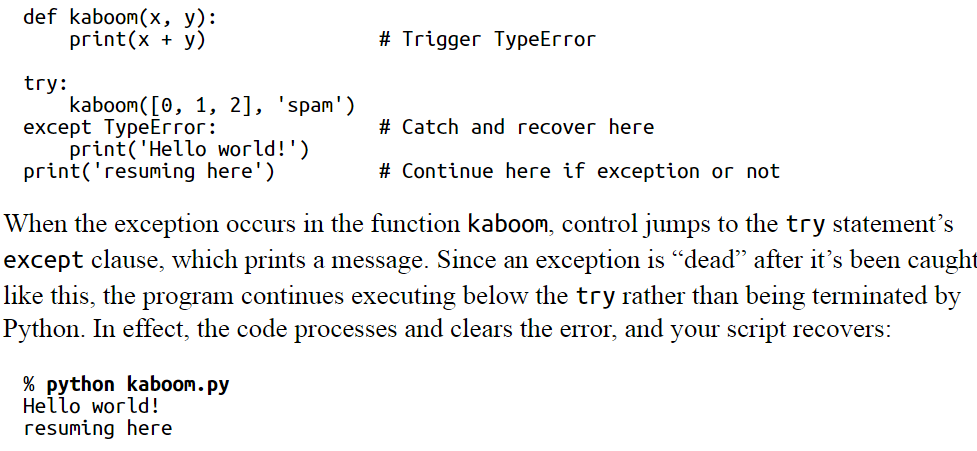 def kaboom(x, y):
    print(x + y)               # Trigger TypeError
try:
    kaboom([0, 1, 2], 'spam')
except TypeError:              # Catch and recover here
    print('Hello world!')
print('resuming here')         # Continue here if exception or not
When the exception occurs in the function kaboom, control jumps to the try statement’s
except clause, which prints a message. Since an exception is “dead” after it’s been caught
like this, the program continues executing below the try rather than being terminated by
Python. In effect, the code processes and clears the error, and your script recovers:
% python kaboom.py
Hello world!
resuming here